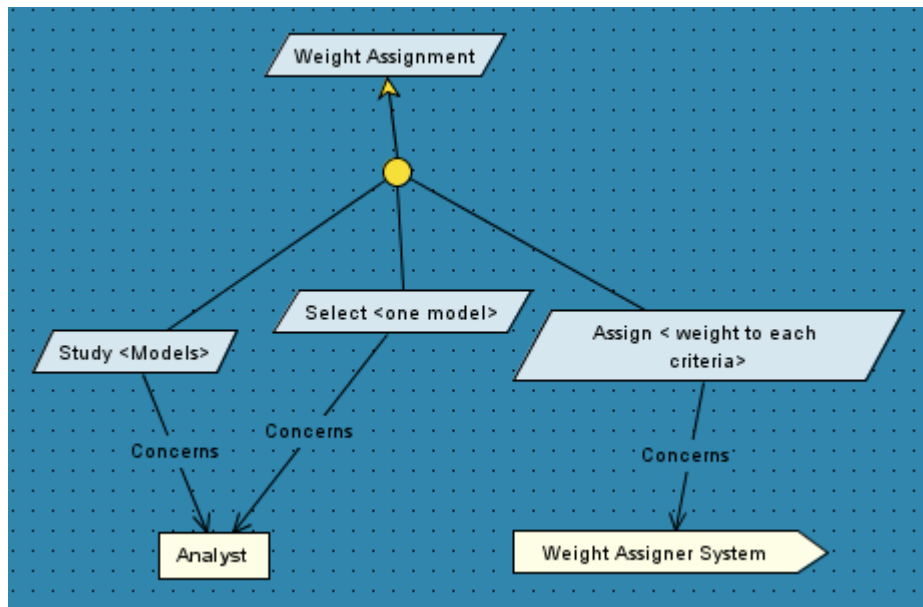 Weight Assignment
Select <one model>
Study <Models>
Assign < weight to each
criteria>
Concerns
Concerns
Concerns
Analyst
Weight Assigner System